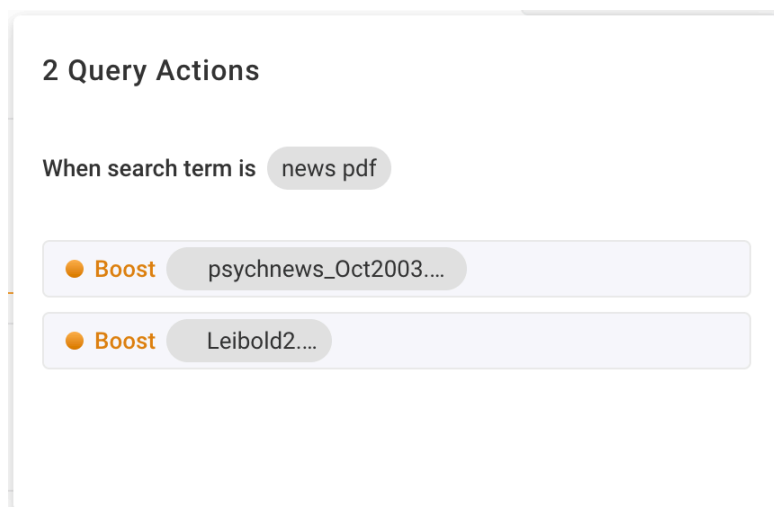 2 Query Actions
When search term is news pdf
Boost psychnews_Oct2003....
Boost Leibold2....